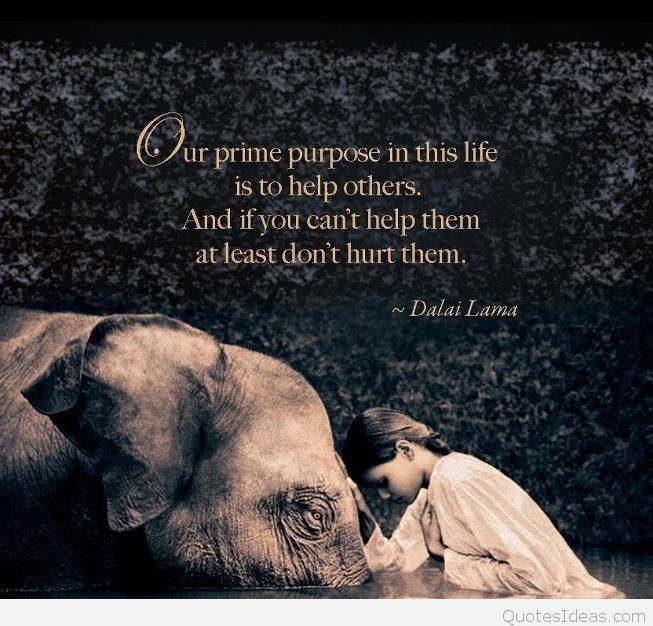 Our prime purpose in this life
is to help others.
And if you can't help them
at least don't hurt them.
~ Dalai Lama
QuotesIdeas.com